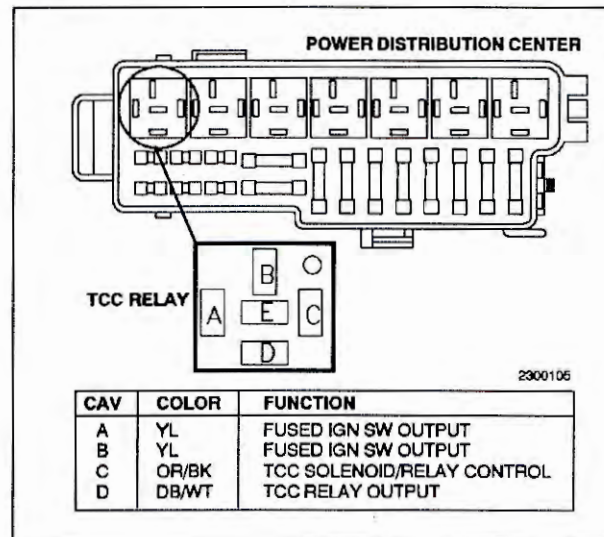 POWER DISTRIBUTION CENTER
TCC RELAY
B
A E C
D
2300106
CAV COLOR FUNCTION
A YL FUSED IGN SW OUTPUT
B YL FUSED IGN SW OUTPUT
C OR/BK TCC SOLENOID/RELAY CONTROL
D DB/WT TCC RELAY OUTPUT